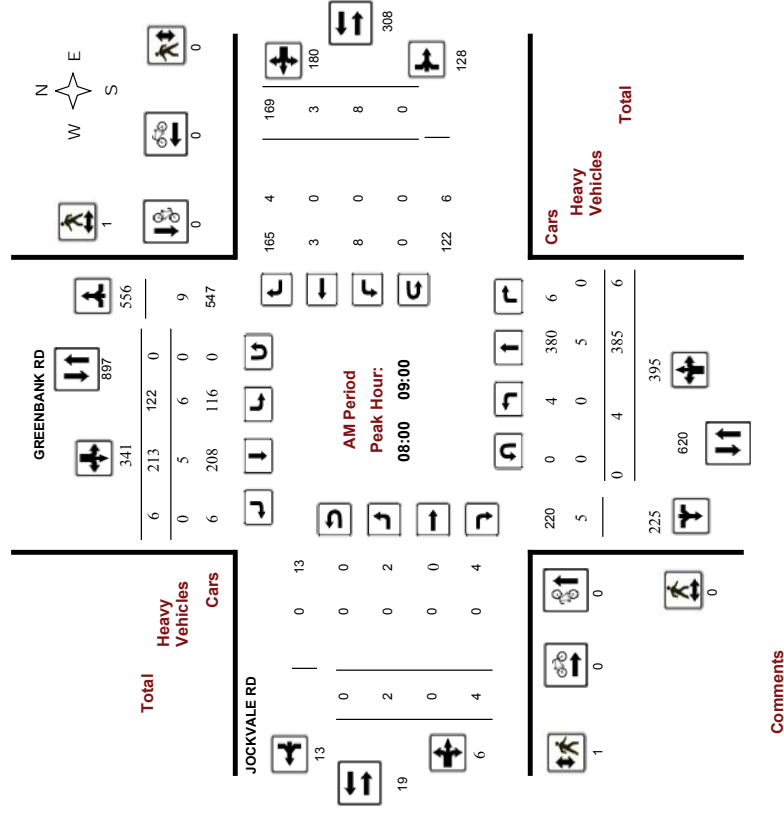 N
W E
S
0
1
0
0
GREENBANK RD
897
341
556
6 213 122 0
0 5 6 0 9
6 208 116 0 547
Total
Heavy
Vehicles
Cars
308
180
128
165 4 169
3 0 3
8 0 8
0 0 0
122 6
AM Period
Peak Hour:
08:00 09:00
JOCKVALE RD
13
19
6
0 13
0 0 0
2 0 2
0 0 0
4 0 4
Cars
Heavy
Vehicles
Total
220 0 4 380 6
5 0 0 5 0
0 4 385 6
225
395
620
0
0
1
0
Comments